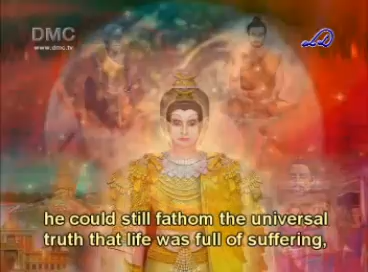 DMC
www.dmc.tv
he could still fathom the universal
truth that life was full of suffering,